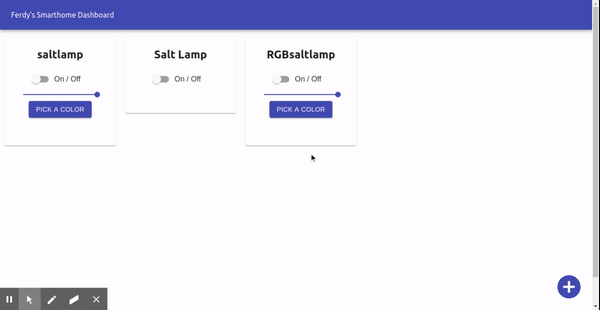 Ferdy's Smarthome Dashboard
saltlamp
On / Off
PICK A COLOR
Salt Lamp
On / Off
RGBsaltlamp
On / Off
PICK A COLOR